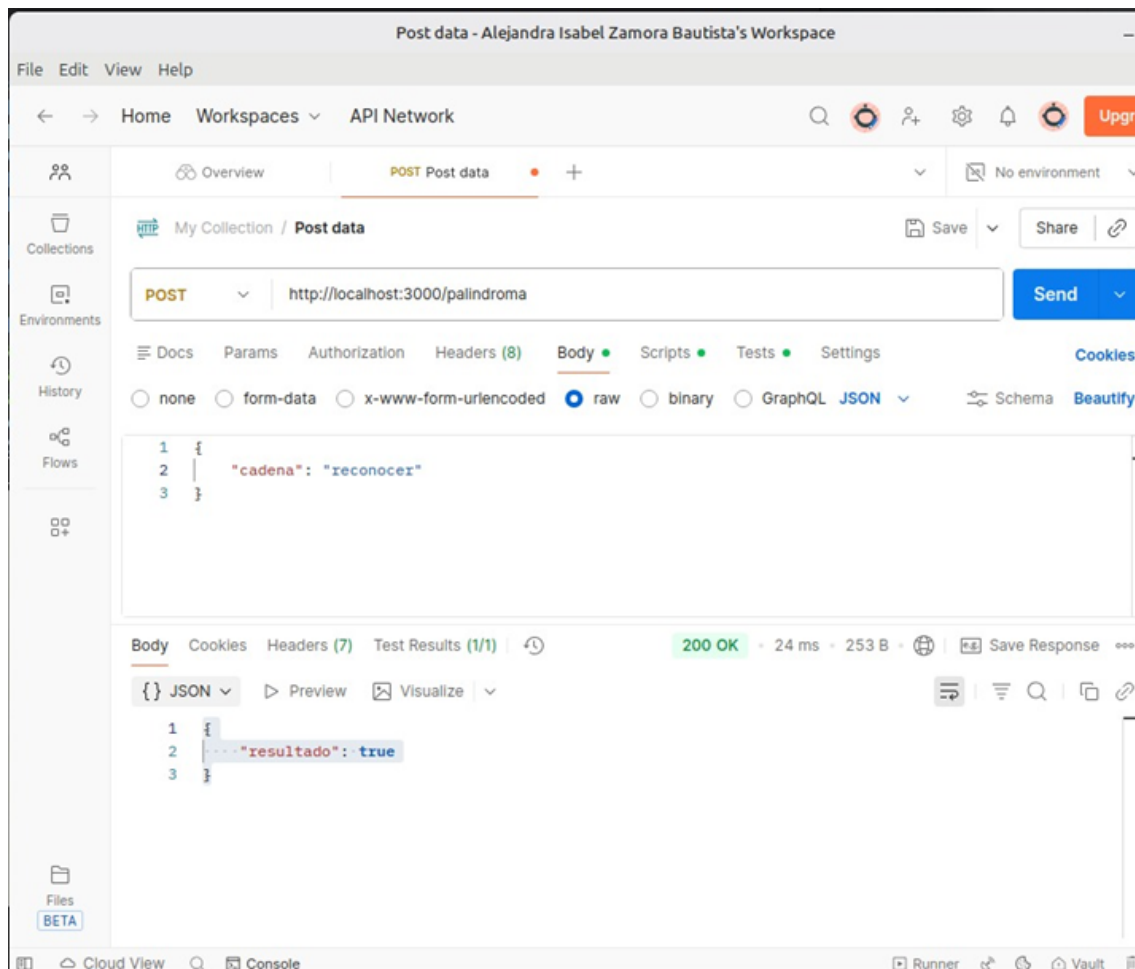 Post data - Alejandra Isabel Zamora Bautista's Workspace
File Edit View Help
Home Workspaces API Network
Overview POST Post data No environment
Collections
My Collection / Post data Save Share
Environments
POST http://localhost:3000/palindroma Send
History
Docs Params Authorization Headers (8) Body Scripts Tests Settings Cookies
none form-data x-www-form-urlencoded raw binary GraphQL JSON Schema Beautify
Flows
1 {
2 "cadena": "reconocer"
3 }
Body Cookies Headers (7) Test Results (1/1) 200 OK 24 ms 253 B Save Response
{} JSON Preview Visualize
1 {
2 "resultado": true
3 }
Files
BETA
Cloud View Console Runner Vault